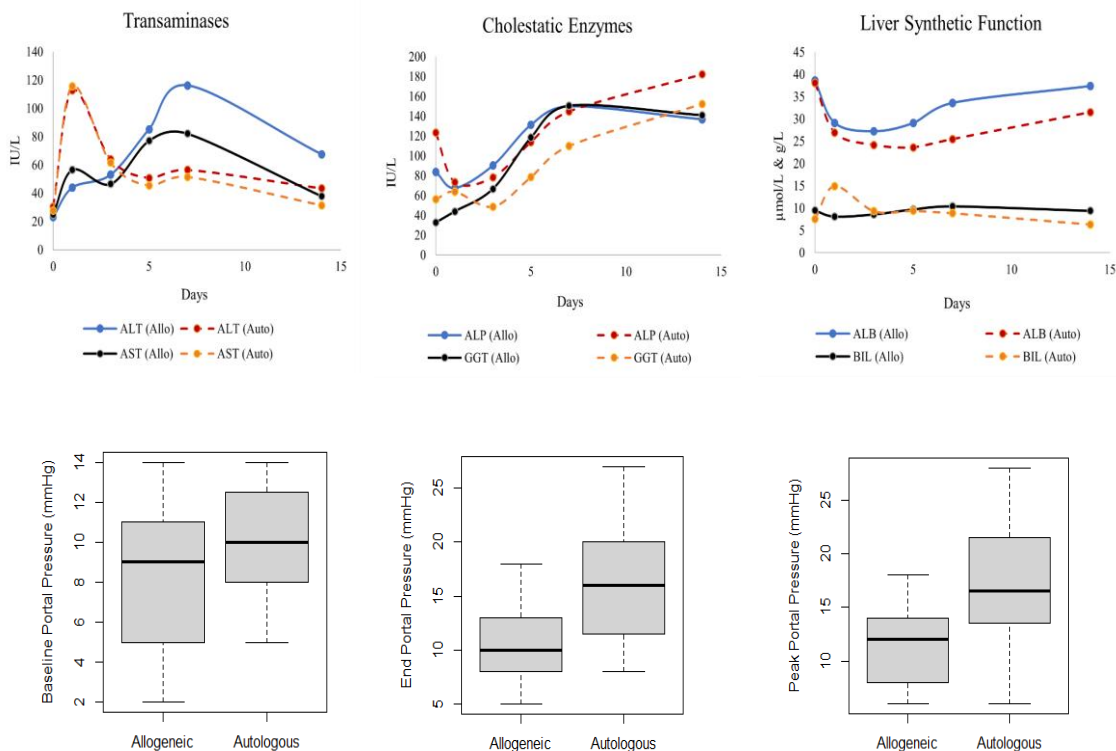 Transaminases
140
120
100
80
60
40
20
0
IU/L
0 5 10 15
Days
ALT (Allo) ALT (Auto)
AST (Allo) AST (Auto)
Cholestatic Enzymes
200
180
160
140
120
100
80
60
40
20
0
IU/L
0 5 10 15
Days
ALP (Allo) ALP (Auto)
GGT (Allo) GGT (Auto)
Liver Synthetic Function
45
40
35
30
25
20
15
10
5
0
μmol/L & g/L
0 5 10 15
Days
ALB (Allo) ALB (Auto)
BIL (Allo) BIL (Auto)
Baseline Portal Pressure (mmHg)
14
12
10
8
6
4
2
Allogeneic Autologous
End Portal Pressure (mmHg)
25
20
15
10
5
Allogeneic Autologous
Peak Portal Pressure (mmHg)
25
20
15
10
Allogeneic Autologous